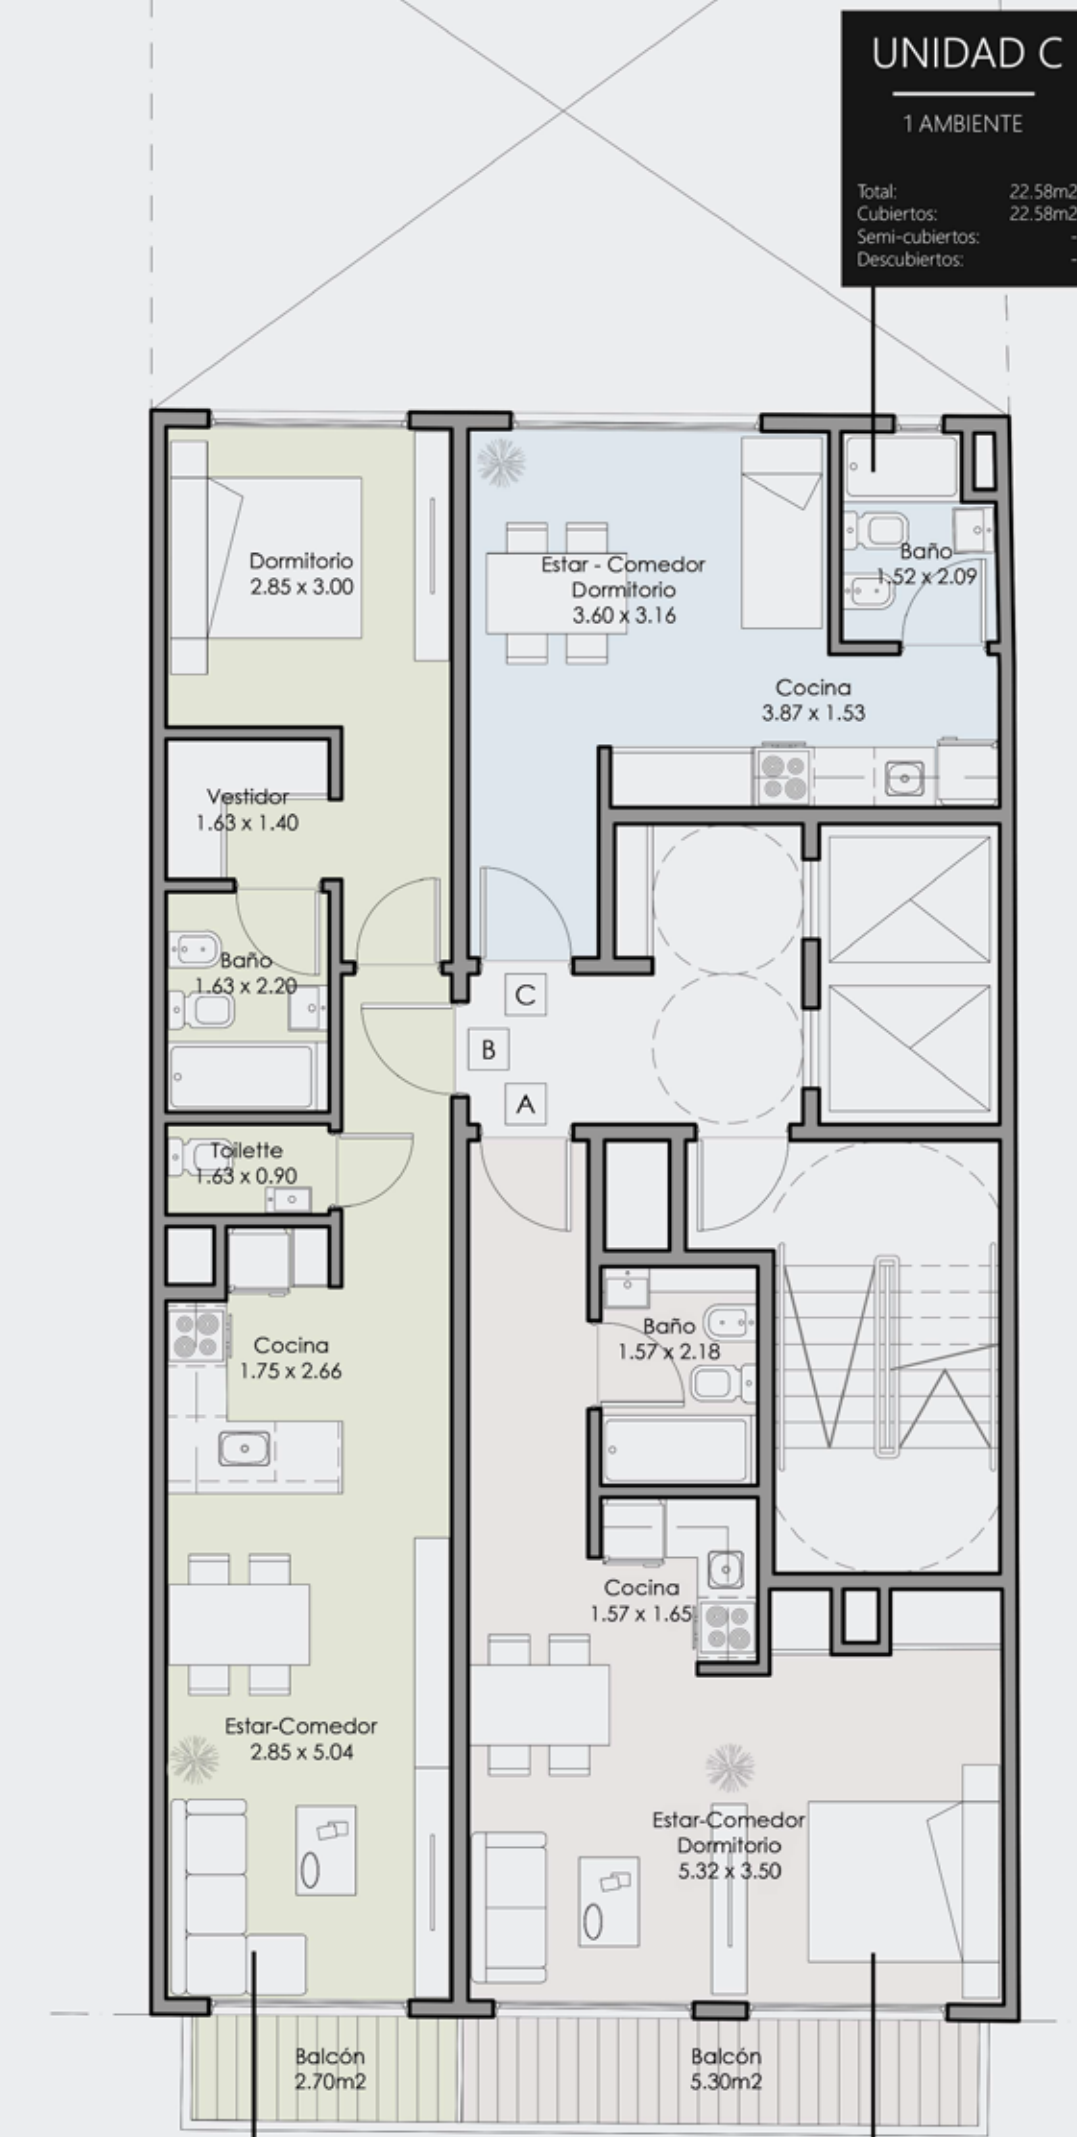 UNIDAD C
1 AMBIENTE
Total: 22.58m2
Cubiertos: 22.58m2
Semi-cubiertos: -
Descubiertos: -
Dormitorio
2.85 x 3.00
Estar - Comedor
Dormitorio
3.60 x 3.16
Baño
1.52 x 2.09
Cocina
3.87 x 1.53
Vestidor
1.63 x 1.40
Baño
1.63 x 2.20
C
B
A
Toilette
1.63 x 0.90
Cocina
1.75 x 2.66
Baño
1.57 x 2.18
Cocina
1.57 x 1.65
Estar-Comedor
2.85 x 5.04
Estar-Comedor
Dormitorio
5.32 x 3.50
Balcón
2.70m2
Balcón
5.30m2